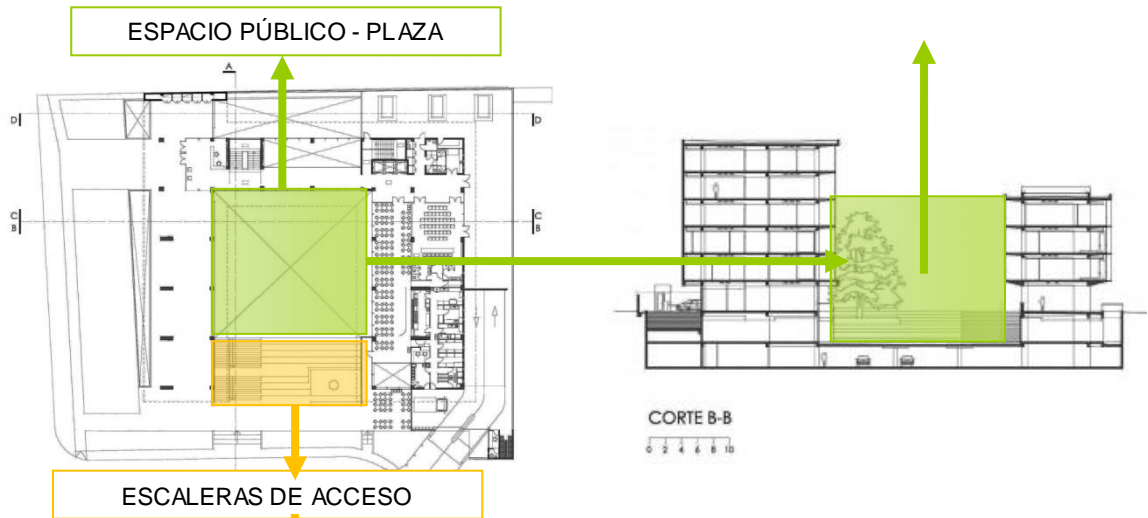 ESPACIO PÚBLICO - PLAZA
A
D
D
C
B
C
B
CORTE B-B
0 2 4 6 8 10
ESCALERAS DE ACCESO